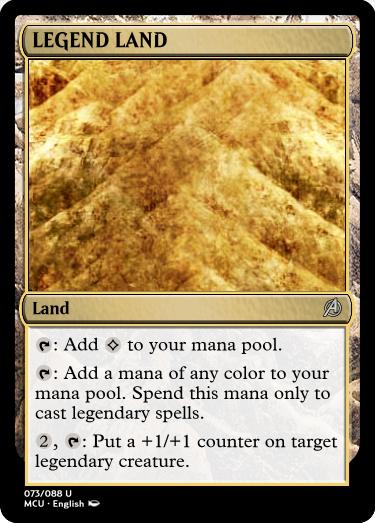 LEGEND LAND
Land
: Add to your mana pool.
: Add a mana of any color to your
mana pool. Spend this mana only to
cast legendary spells.
2, : Put a +1/+1 counter on target
legendary creature.
073/088 U
MCU • English